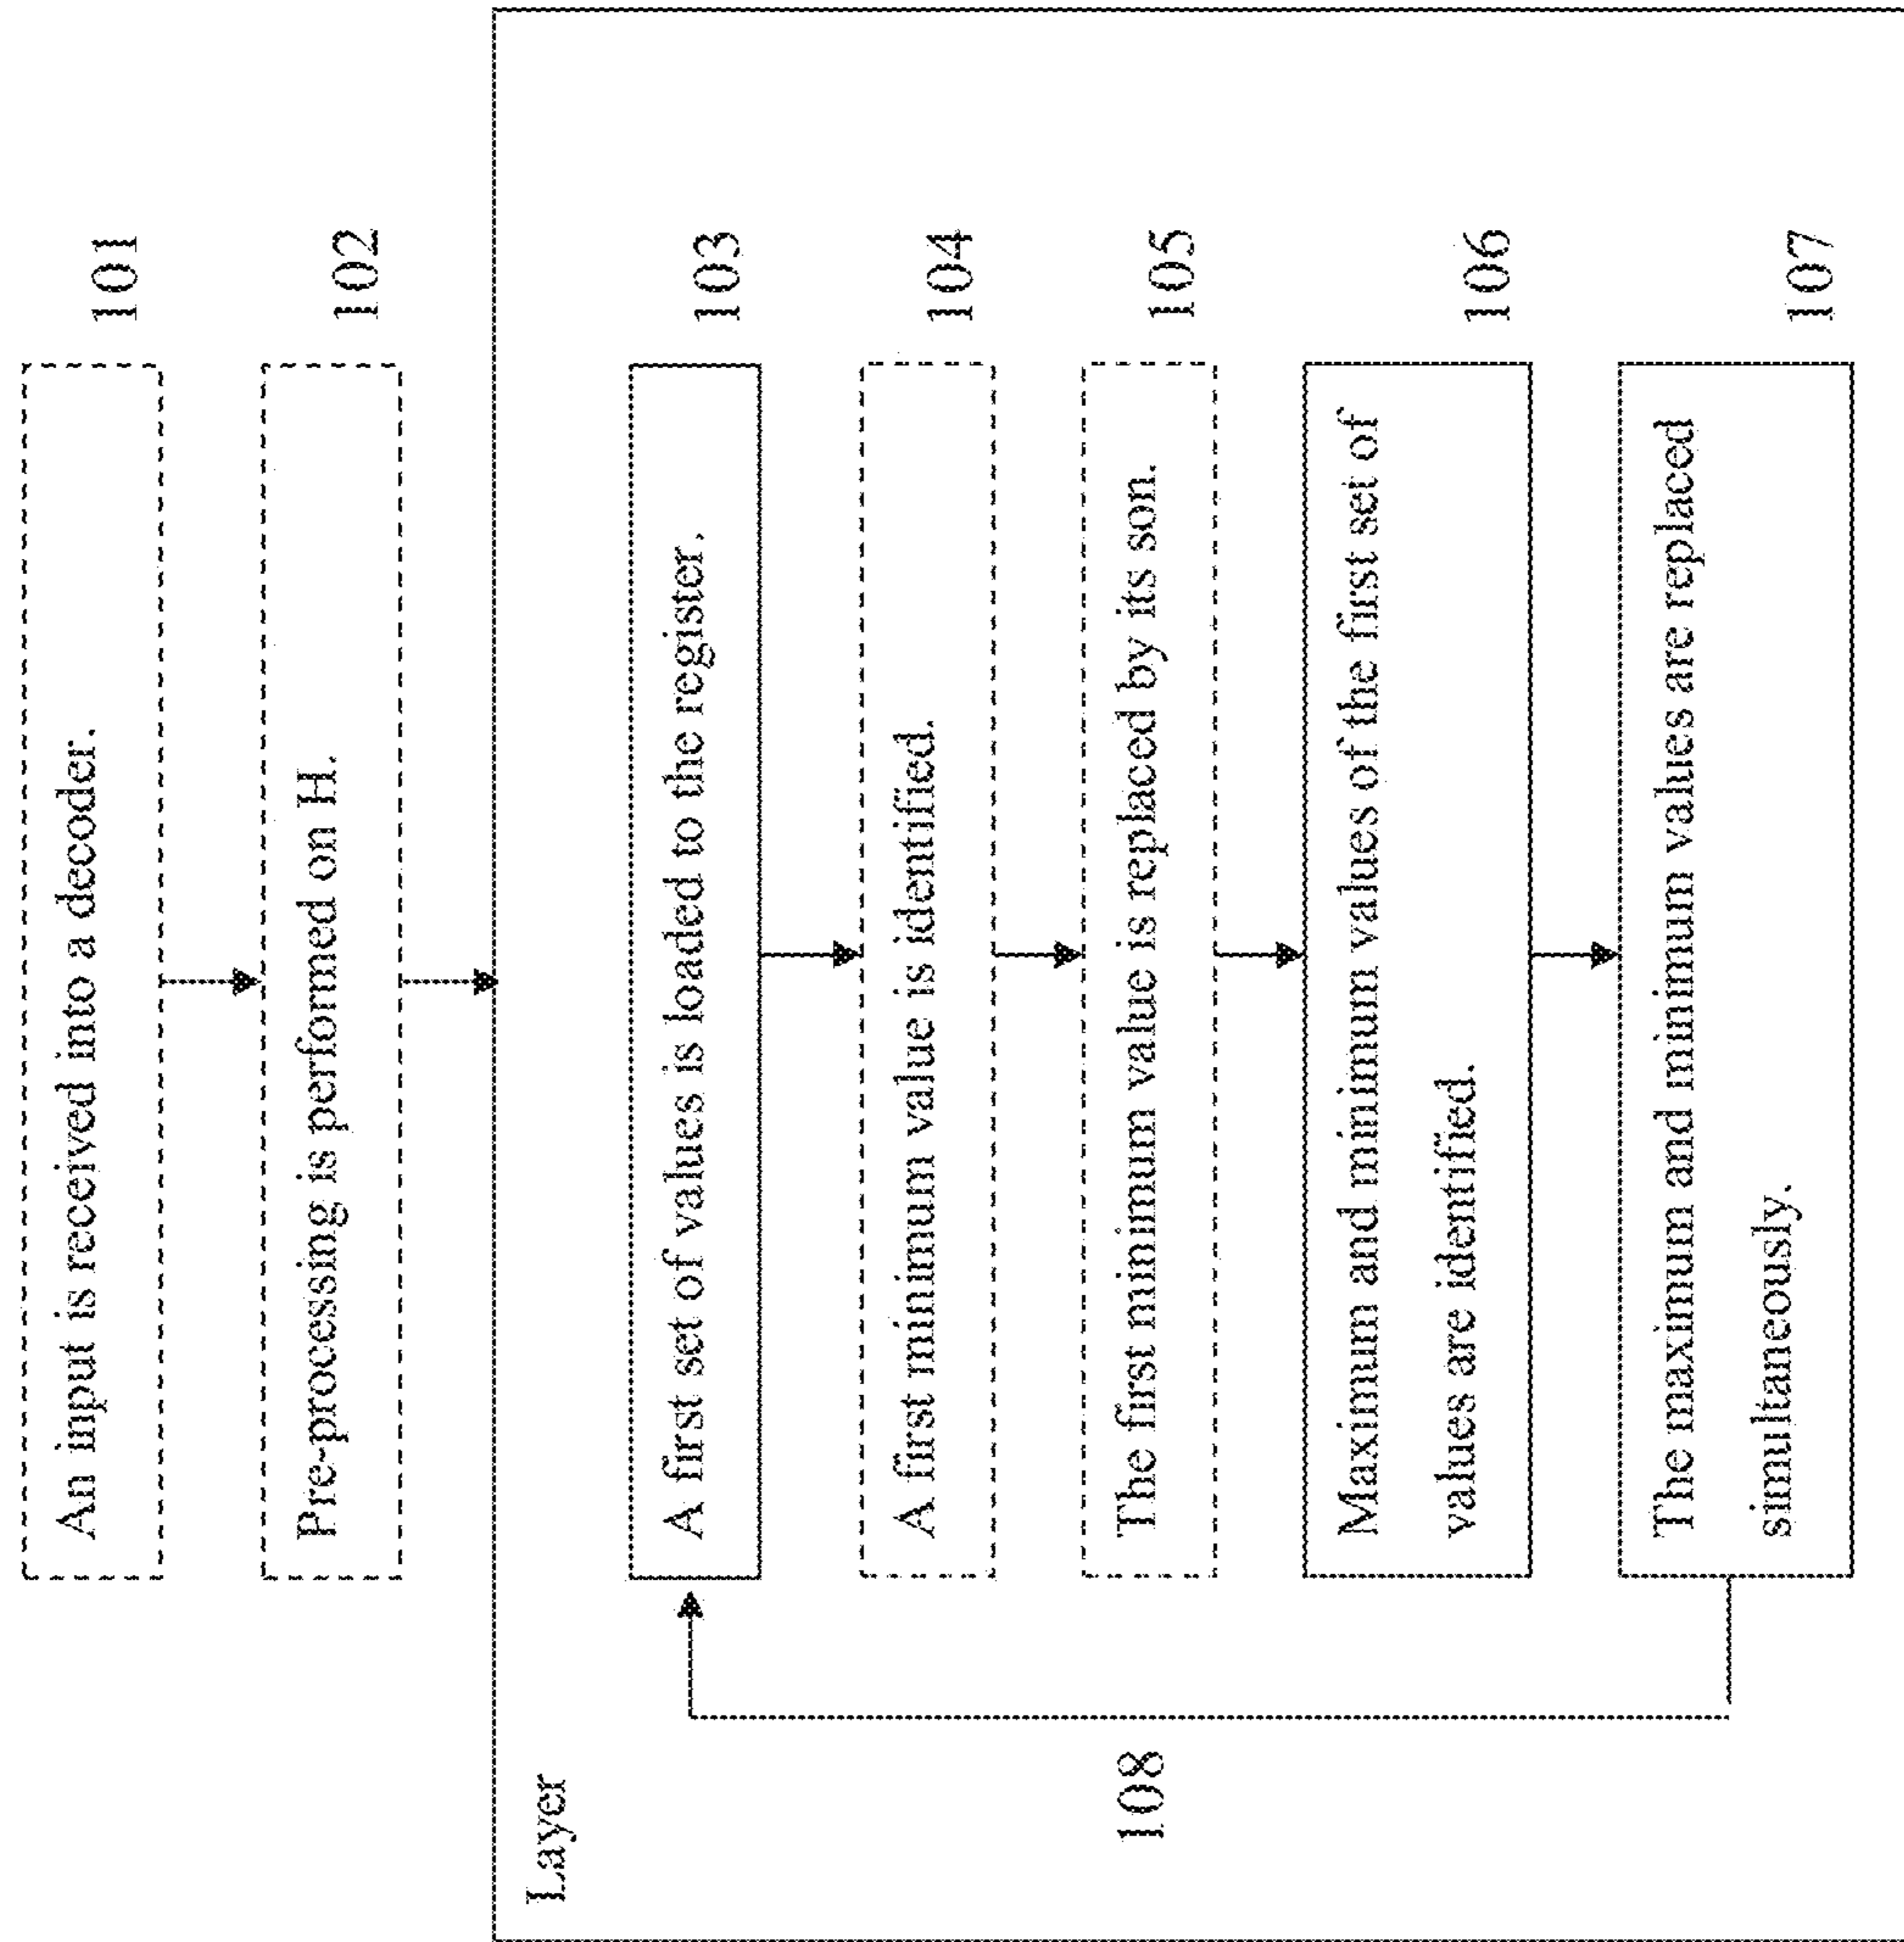 An input is received into a decoder.
101
Pre-processing is performed on H.
102
Layer
A first set of values is loaded to the register.
103
A first minimum value is identified.
104
The first minimum value is replaced by its son.
105
108
Maximum and minimum values of the first set of
values are identified.
106
The maximum and minimum values are replaced
simultaneously.
107